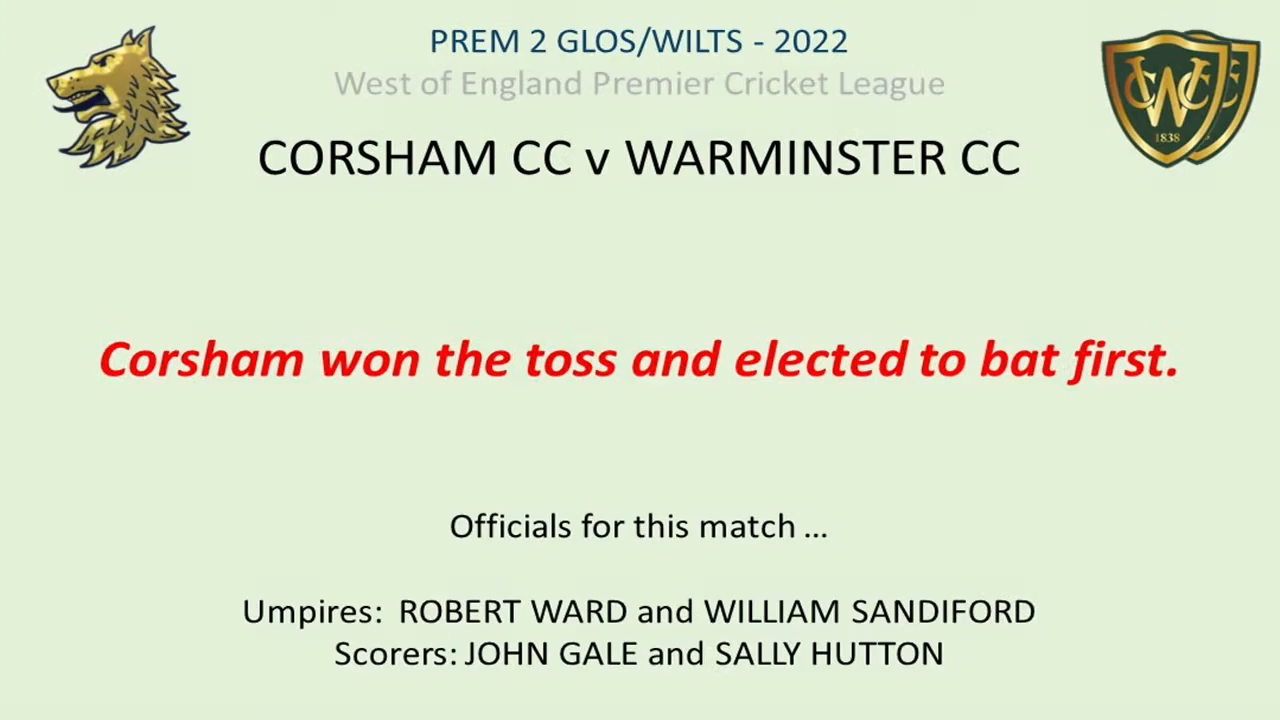 PREM 2 GLOS/WILTS - 2022
West of England Premier Cricket League
CORSHAM CC v WARMINSTER CC
WCC
1838
Corsham won the toss and elected to bat first.
Officials for this match ...
Umpires: ROBERT WARD and WILLIAM SANDIFORD
Scorers: JOHN GALE and SALLY HUTTON